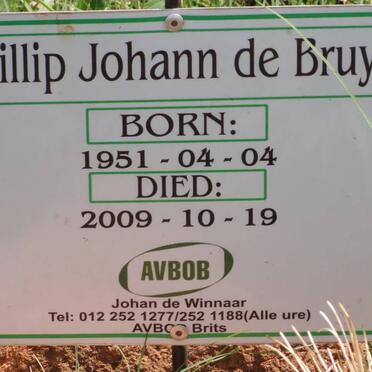 illip Johann de Bruy
BORN:
1951 - 04 - 04
DIED:
2009 - 10 - 19
AVBOB
Johan de Winnaar
Tel: 012 252 1277/252 1188(Alle ure)
AVBOB Brits